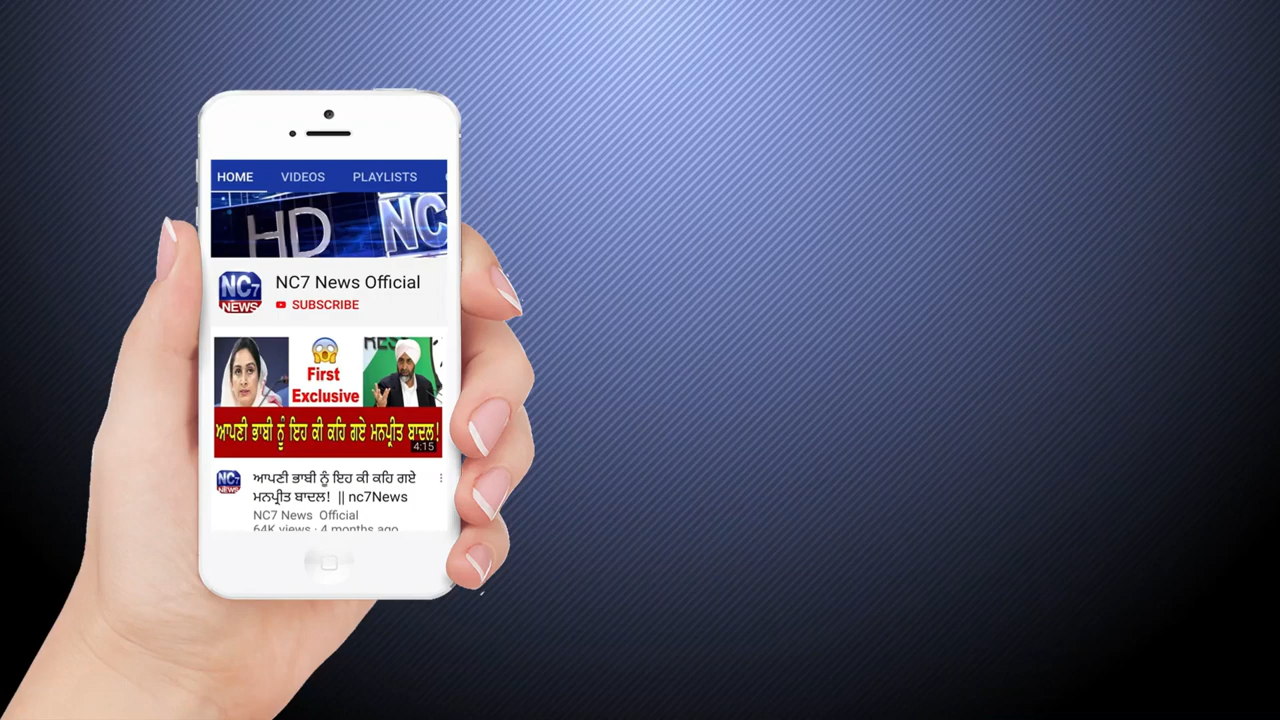 HOME VIDEOS PLAYLISTS
HD NC
NC7 News Official
NC7
NEWS
SUBSCRIBE
First
Exclusive
ਆਪਣੀ ਭਾਬੀ ਨੂੰ ਇਹ ਕੀ ਕਹਿ ਗਏ ਮਨਪ੍ਰੀਤ ਬਾਦਲ!
4:15
NC7
NEWS
ਆਪਣੀ ਭਾਬੀ ਨੂੰ ਇਹ ਕੀ ਕਹਿ ਗਏ
ਮਨਪ੍ਰੀਤ ਬਾਦਲ! || nc7News
NC7 News Official
64K views · 4 months ago